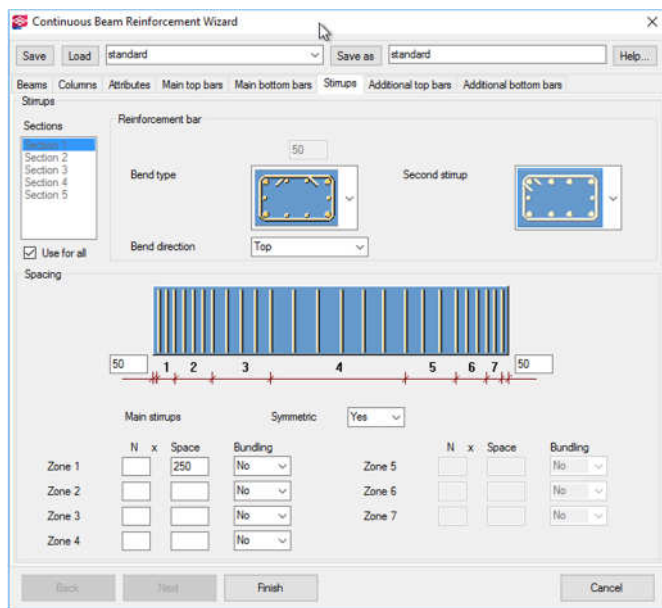 Continuous Beam Reinforcement Wizard
Save Load standard Save as standard Help...
Beams Columns Attributes Main top bars Main bottom bars Stirrups Additional top bars Additional bottom bars
Stirrups
Sections Reinforcement bar
Section 1
Section 2
Section 3
Section 4
Section 5
50
Bend type Second stirrup
Use for all
Bend direction Top
Spacing
50 1 2 3 4 5 6 7 50
Main stirrups Symmetric Yes
N x Space Bundling N x Space Bundling
Zone 1 250 No Zone 5 No
Zone 2 No Zone 6 No
Zone 3 No Zone 7 No
Zone 4 No
Back Next Finish Cancel